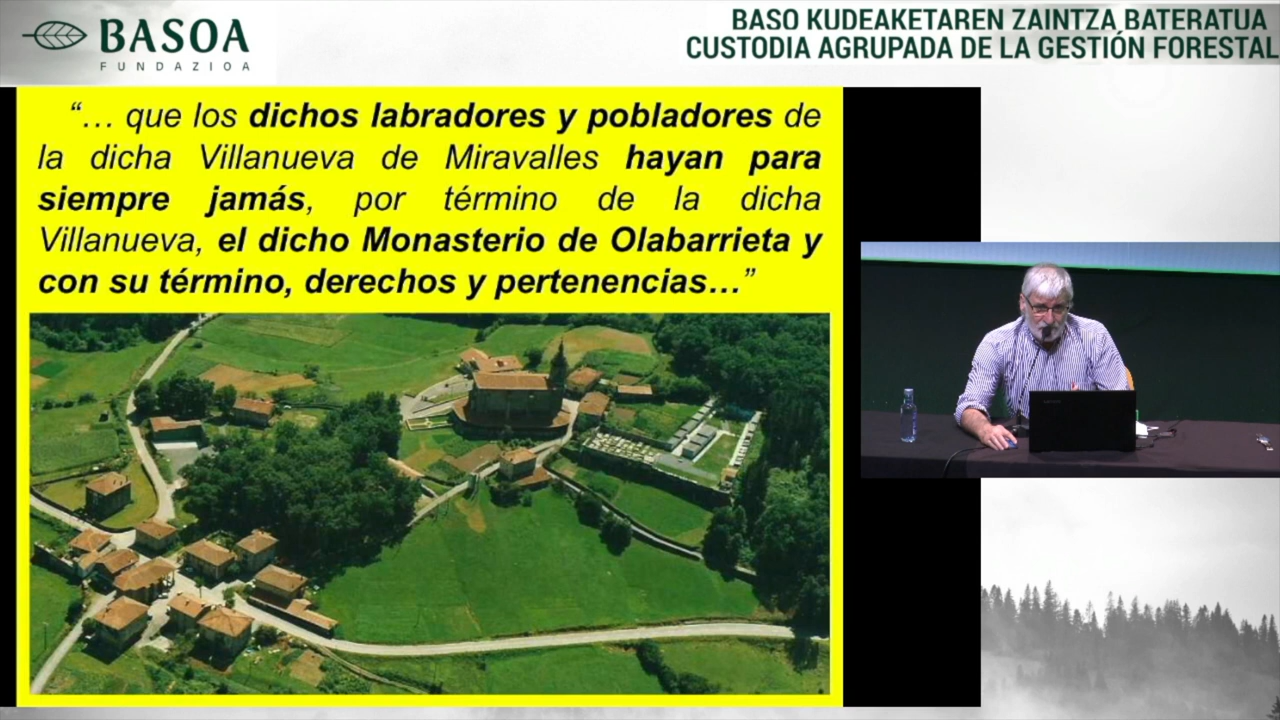 BASOA
FUNDAZIOA
BASO KUDEAKETAREN ZAINTZA BATERATUA
CUSTODIA AGRUPADA DE LA GESTIÓN FORESTAL
“… que los dichos labradores y pobladores de
la dicha Villanueva de Miravalles hayan para
siempre jamás, por término de la dicha
Villanueva, el dicho Monasterio de Olabarrieta y
con su término, derechos y pertenencias…”